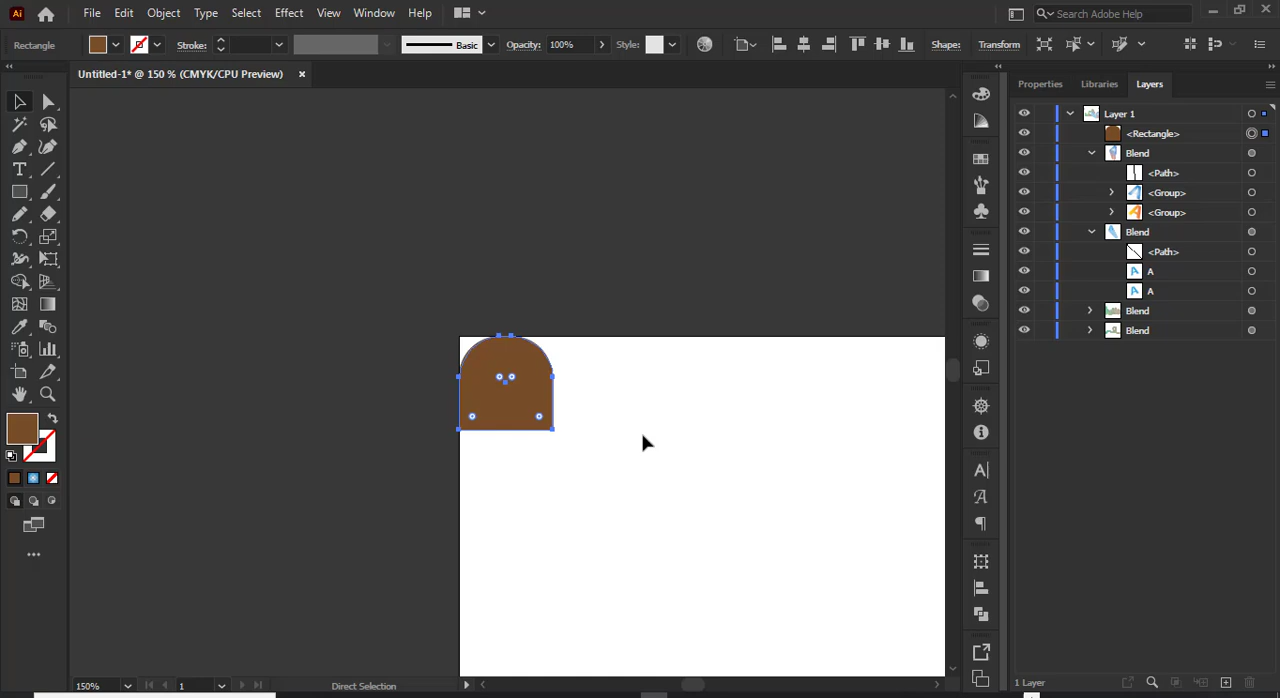 Ai File Edit Object Type Select Effect View Window Help Search Adobe Help
Rectangle Stroke: Basic Opacity: 100% Style: Shape: Transform
Untitled-1* @ 150 % (CMYK/CPU Preview) ×
Properties Libraries Layers
Layer 1
<Rectangle>
Blend
<Path>
<Group>
<Group>
Blend
<Path>
A
A
Blend
Blend
150% 1 Direct Selection
1 Layer